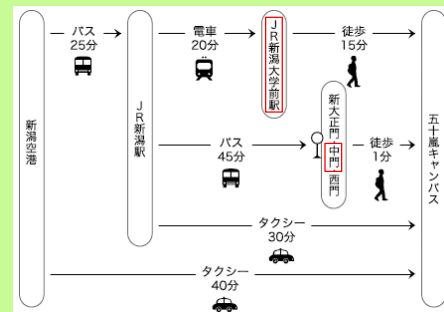 新潟空港
バス
25分
JR新潟駅
電車
20分
JR新潟大学前駅
徒歩
15分
バス
45分
新大正門・中門・西門
徒歩
1分
タクシー
30分
タクシー
40分
五十嵐キャンパス